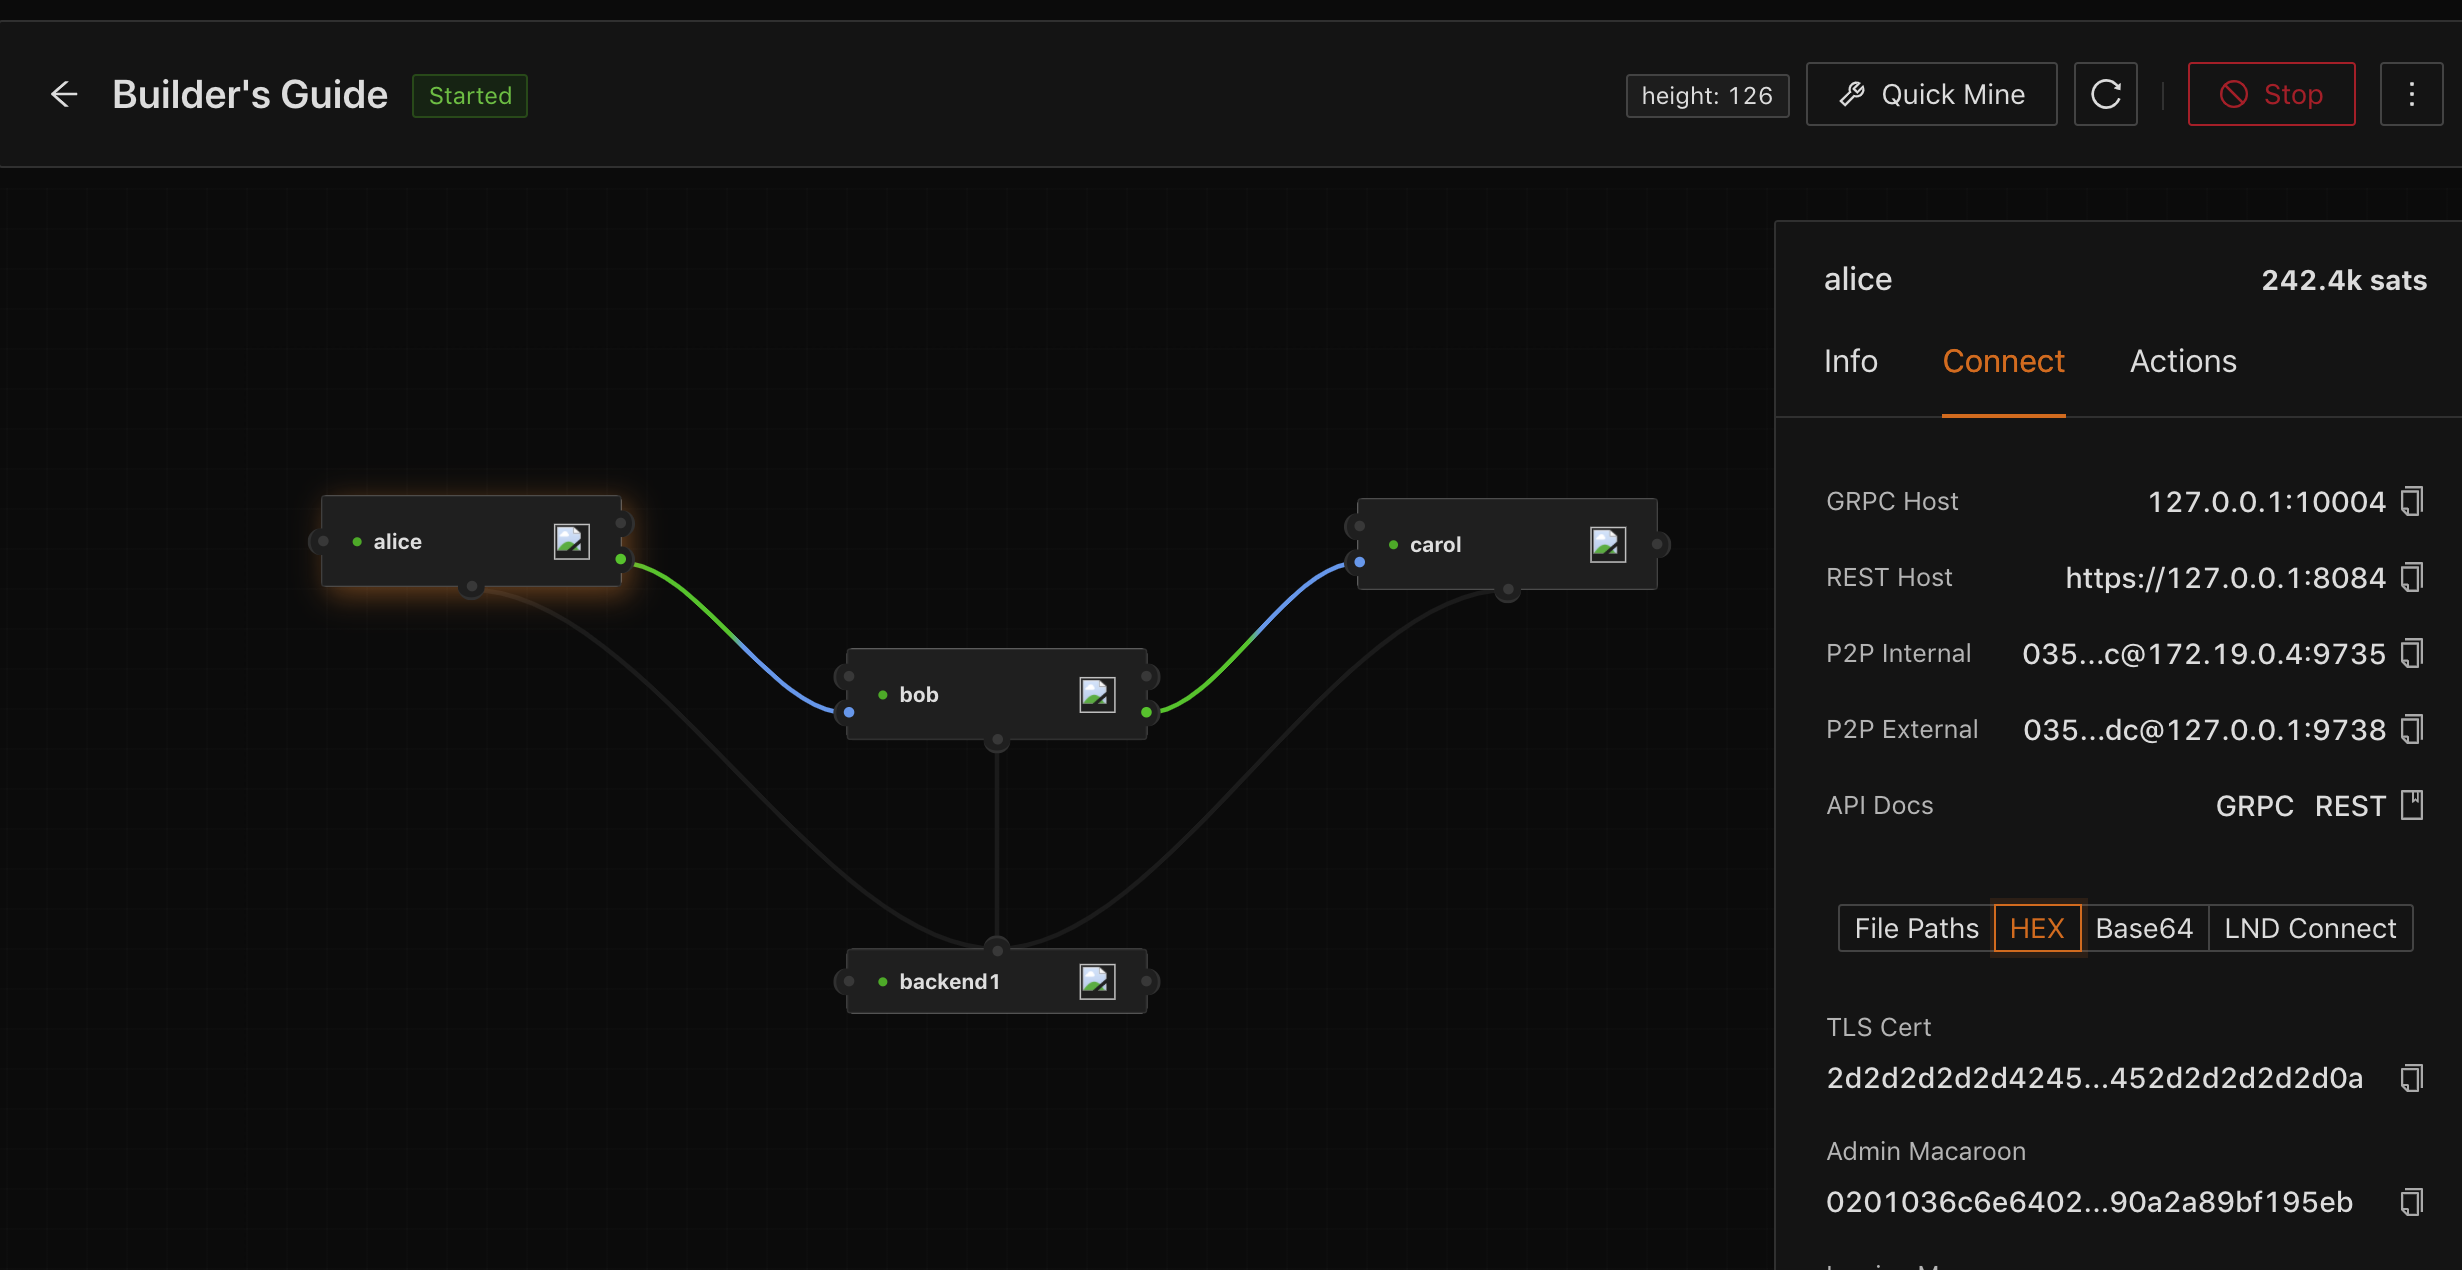 Builder's Guide
Started
height: 126
Quick Mine
Stop
alice
242.4k sats
Info
Connect
Actions
GRPC Host
127.0.0.1:10004
REST Host
https://127.0.0.1:8084
P2P Internal
035...c@172.19.0.4:9735
P2P External
035...dc@127.0.0.1:9738
API Docs
GRPC
REST
File Paths
HEX
Base64
LND Connect
TLS Cert
2d2d2d2d2d4245...452d2d2d2d2d0a
Admin Macaroon
0201036c6e6402...90a2a89bf195eb
alice
carol
bob
backend1